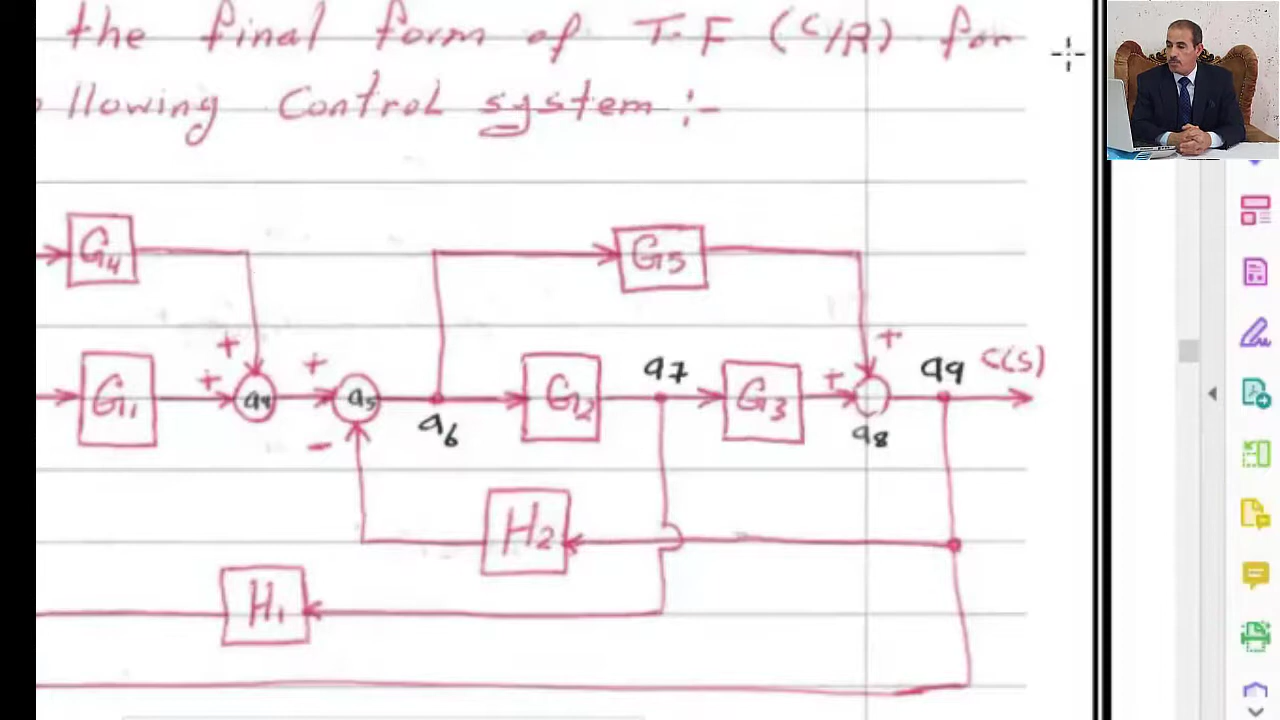 the final form of T.F (C/R) for
ollowing Control system :-
G4
G5
+
+
+
G1
+
a4
a5
a6
G2
a7
G3
+
a8
a9
C(S)
-
H2
H1